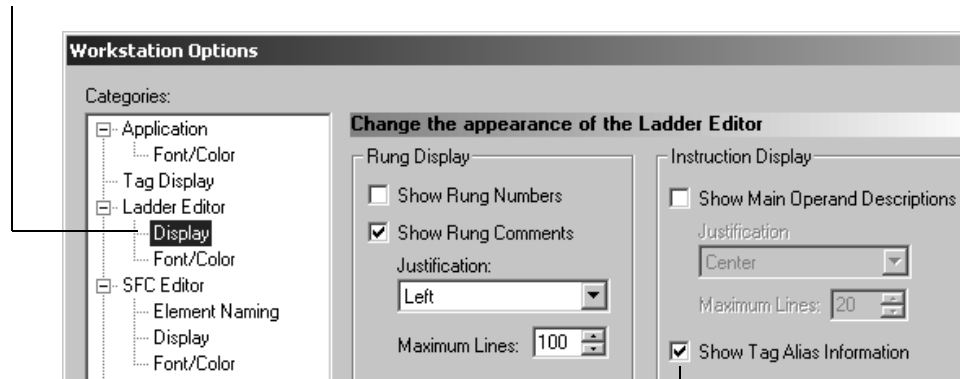 Workstation Options
Categories:
Application
Font/Color
Tag Display
Ladder Editor
Display
Font/Color
SFC Editor
Element Naming
Display
Font/Color
Change the appearance of the Ladder Editor
Rung Display
Show Rung Numbers
Show Rung Comments
Justification:
Left
Maximum Lines: 100
Instruction Display
Show Main Operand Descriptions
Justification
Center
Maximum Lines: 20
Show Tag Alias Information